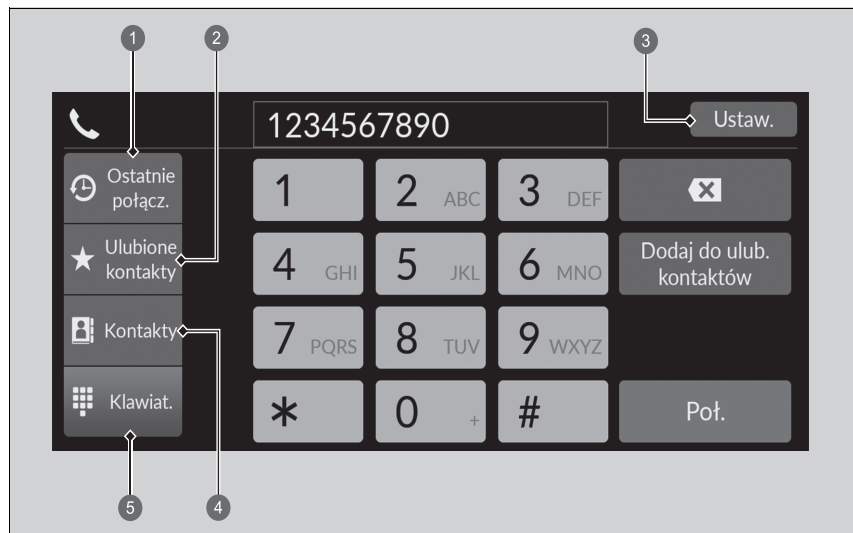 1
2
3
1234567890
Ustaw.
Ostatnie
połącz.
1
2 ABC
3 DEF
Ulubione
kontakty
4 GHI
5 JKL
6 MNO
Dodaj do ulub.
kontaktów
Kontakty
7 PQRS
8 TUV
9 WXYZ
Klawiat.
*
0 +
#
Poł.
5
4